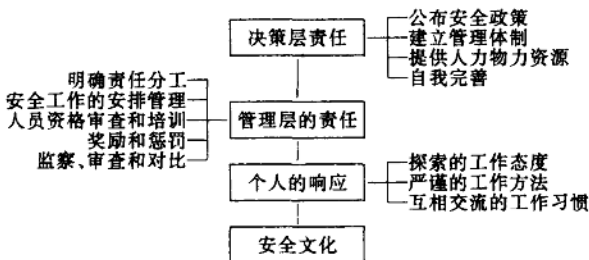 决策层责任
公布安全政策
建立管理体制
提供人力物力资源
自我完善
明确责任分工
安全工作的安排管理
人员资格审查和培训
奖励和惩罚
监察、审查和对比
管理层的责任
个人的响应
探索的工作态度
严谨的工作方法
互相交流的工作习惯
安全文化